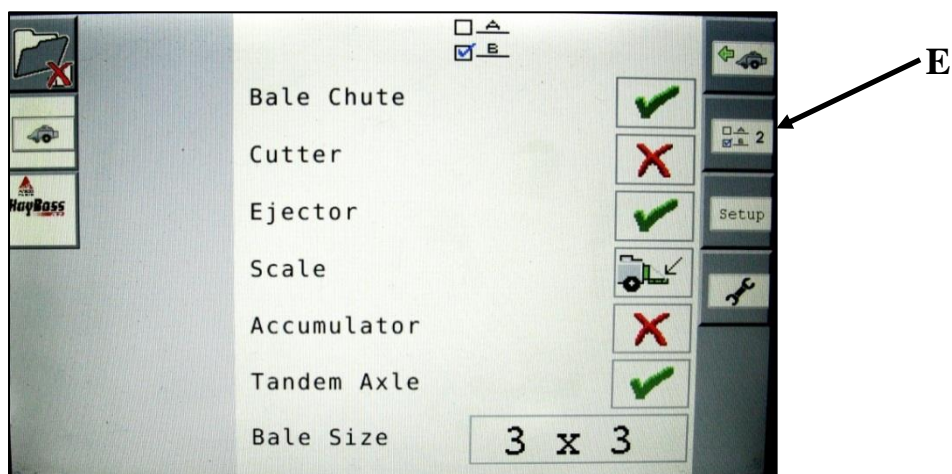 A
B
E
Bale Chute
2
Cutter
HayBoss
Ejector
Setup
Scale
Accumulator
Tandem Axle
Bale Size 3 x 3